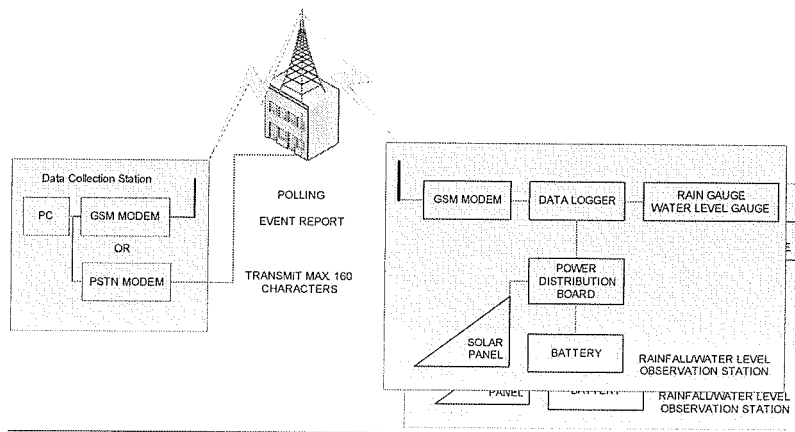 Data Collection Station
PC
GSM MODEM
OR
PSTN MODEM
POLLING
EVENT REPORT
TRANSMIT MAX. 160
CHARACTERS
GSM MODEM
DATA LOGGER
RAIN GAUGE
WATER LEVEL GAUGE
POWER
DISTRIBUTION
BOARD
SOLAR
PANEL
BATTERY
RAINFALL/WATER LEVEL
OBSERVATION STATION
PANEL
BATTERY
RAINFALL/WATER LEVEL
OBSERVATION STATION